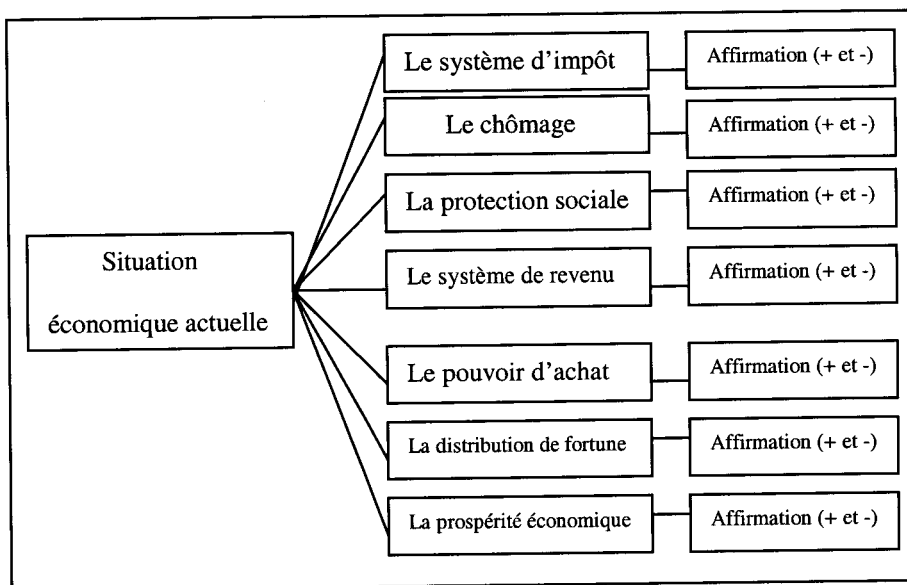 Le système d'impôt
Affirmation (+ et -)
Le chômage
Affirmation (+ et -)
La protection sociale
Affirmation (+ et -)
Situation
économique actuelle
Le système de revenu
Affirmation (+ et -)
Le pouvoir d'achat
Affirmation (+ et -)
La distribution de fortune
Affirmation (+ et -)
La prospérité économique
Affirmation (+ et -)